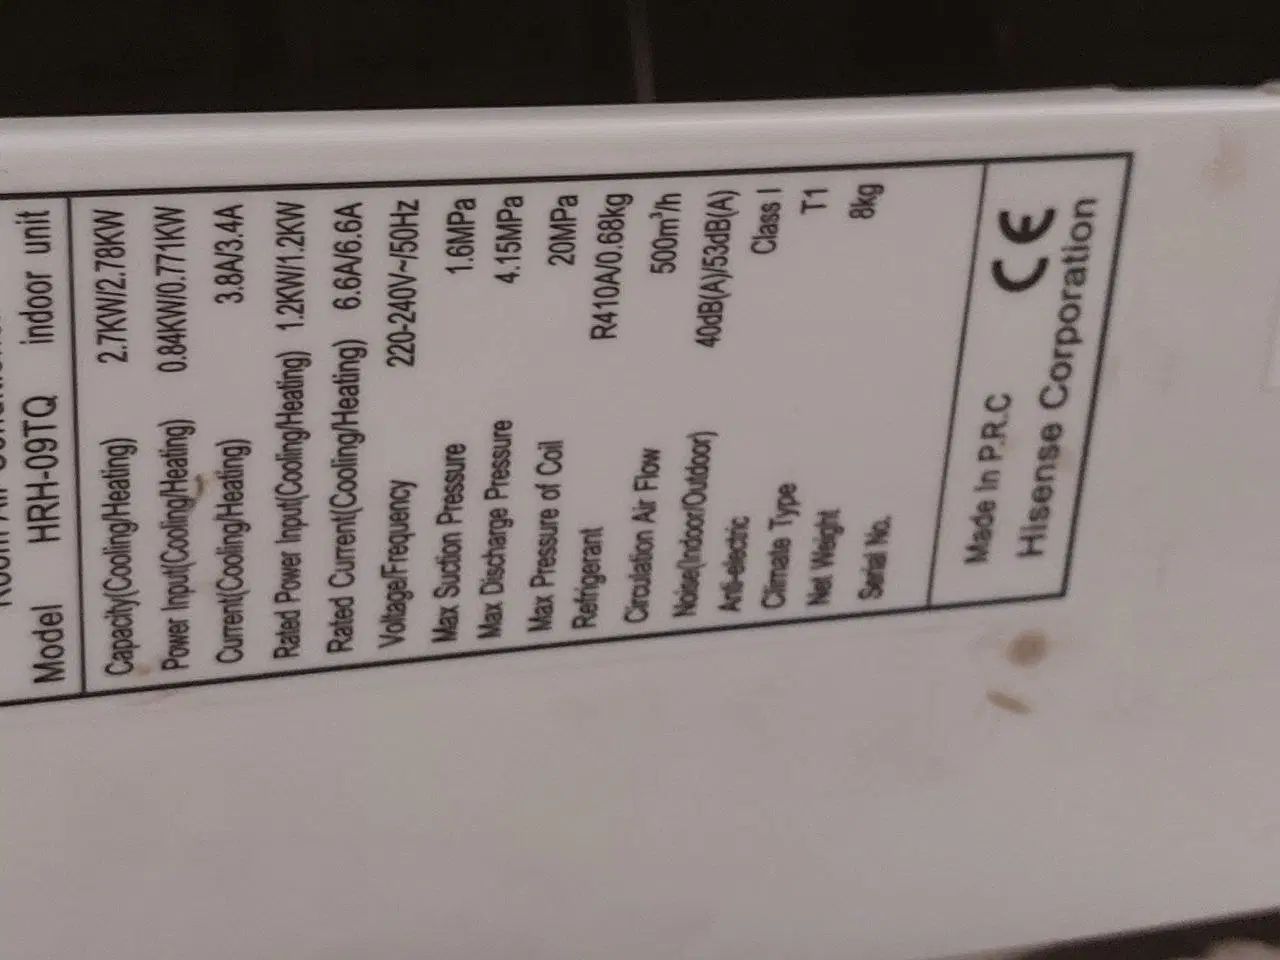 Model HRH-09TQ indoor unit
Capacity(Cooling/Heating) 2.7KW/2.78KW
Power Input(Cooling/Heating) 0.84KW/0.771KW
Current(Cooling/Heating) 3.8A/3.4A
Rated Power Input(Cooling/Heating) 1.2KW/1.2KW
Rated Current(Cooling/Heating) 6.6A/6.6A
Voltage/Frequency 220-240V~/50Hz
Max Suction Pressure 1.6MPa
Max Discharge Pressure 4.15MPa
Max Pressure of Coil 20MPa
Refrigerant R410A/0.68kg
Circulation Air Flow 500m³/h
Noise(Indoor/Outdoor) 40dB(A)/53dB(A)
Anti-electric Class I
Climate Type T1
Net Weight 8kg
Serial No.
Made In P.R.C CE
Hisense Corporation